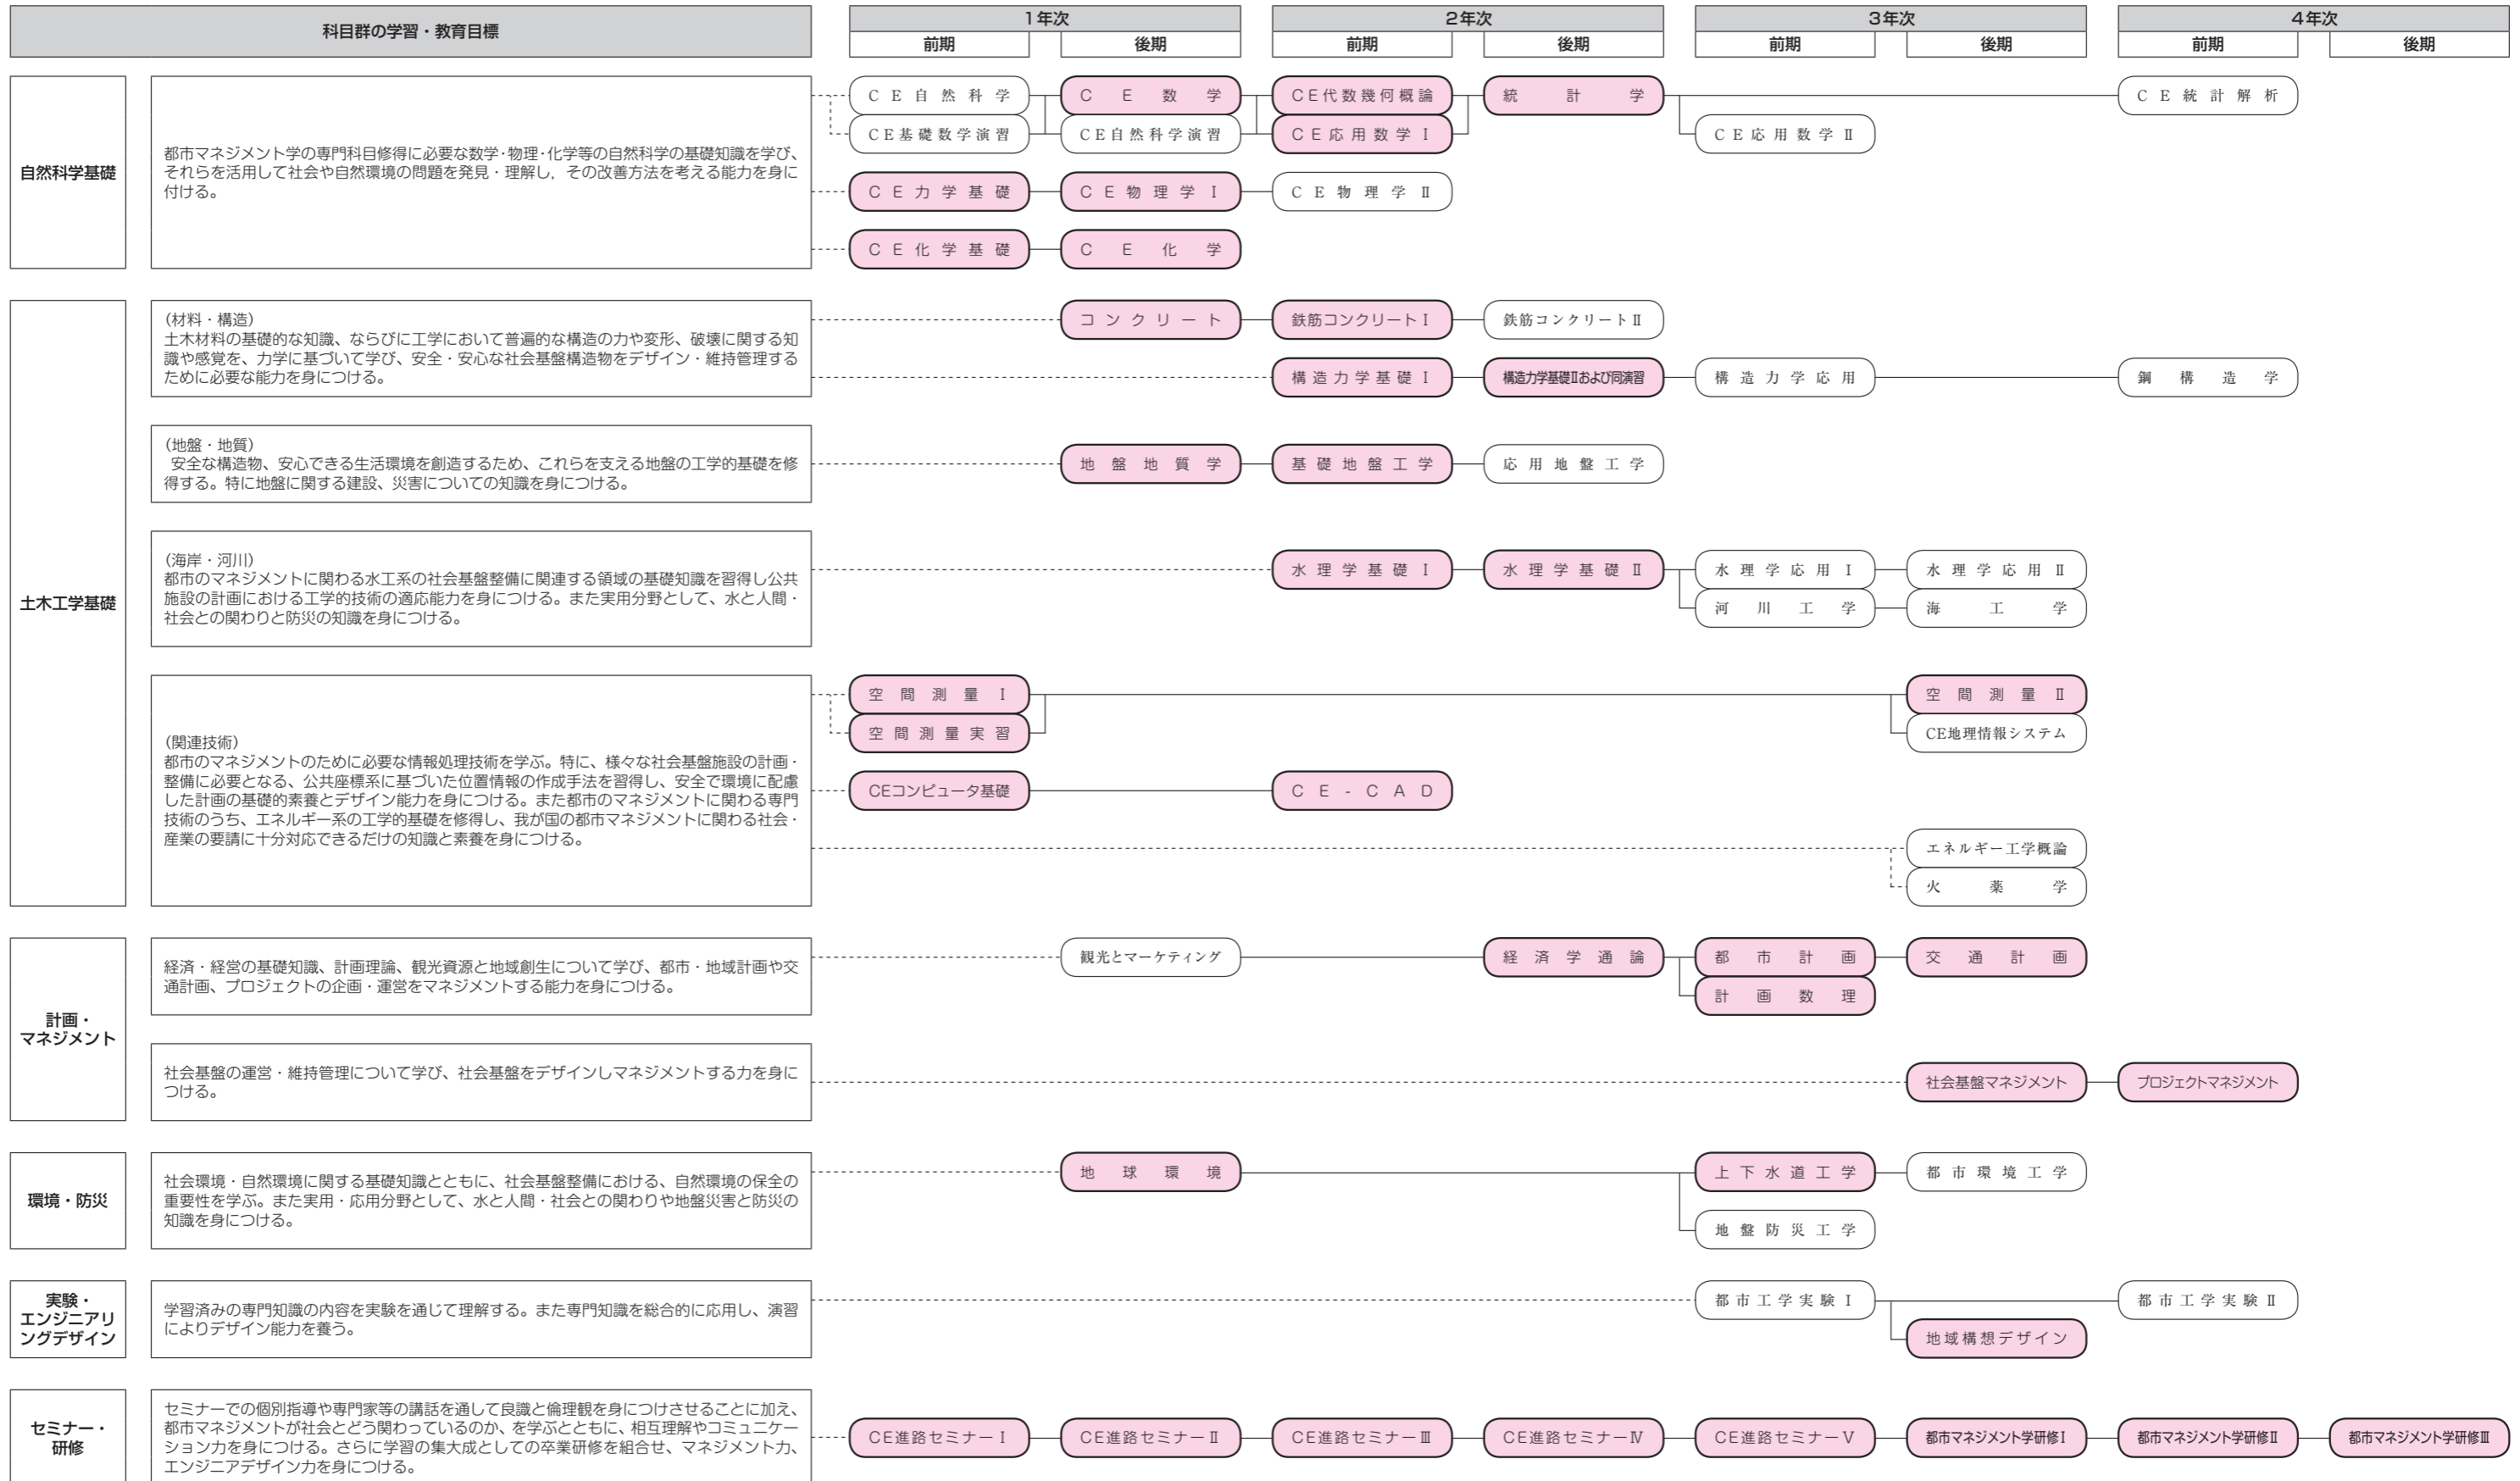 科目群の学習・教育目標
1年次
2年次
3年次
4年次
前期
後期
前期
後期
前期
後期
前期
後期
自然科学基礎
都市マネジメント学の専門科目修得に必要な数学・物理・化学等の自然科学の基礎知識を学び、
それらを活用して社会や自然環境の問題を発見・理解し，その改善方法を考える能力を身に
付ける。
CE自然科学
CE数学
CE代数幾何概論
統計学
CE統計解析
CE基礎数学演習
CE自然科学演習
CE応用数学Ⅰ
CE応用数学Ⅱ
CE力学基礎
CE物理学Ⅰ
CE物理学Ⅱ
CE化学基礎
CE化学
土木工学基礎
(材料・構造)
土木材料の基礎的な知識、ならびに工学において普遍的な構造の力や変形、破壊に関する知
識や感覚を、力学に基づいて学び、安全・安心な社会基盤構造物をデザイン・維持管理する
ために必要な能力を身につける。
コンクリート
鉄筋コンクリートⅠ
鉄筋コンクリートⅡ
構造力学基礎Ⅰ
構造力学基礎Ⅱおよび同演習
構造力学応用
鋼構造学
(地盤・地質)
安全な構造物、安心できる生活環境を創造するため、これらを支える地盤の工学的基礎を修
得する。特に地盤に関する建設、災害についての知識を身につける。
地盤地質学
基礎地盤工学
応用地盤工学
(海岸・河川)
都市のマネジメントに関わる水工系の社会基盤整備に関連する領域の基礎知識を習得し公共
施設の計画における工学的技術の適応能力を身につける。また実用分野として、水と人間・
社会との関わりと防災の知識を身につける。
水理学基礎Ⅰ
水理学基礎Ⅱ
水理学応用Ⅰ
水理学応用Ⅱ
河川工学
海工学
(関連技術)
都市のマネジメントのために必要な情報処理技術を学ぶ。特に、様々な社会基盤施設の計画・
整備に必要となる、公共座標系に基づいた位置情報の作成手法を習得し、安全で環境に配慮
した計画の基礎的素養とデザイン能力を身につける。また都市のマネジメントに関わる専門
技術のうち、エネルギー系の工学的基礎を修得し、我が国の都市マネジメントに関わる社会・
産業の要請に十分対応できるだけの知識と素養を身につける。
空間測量Ⅰ
空間測量Ⅱ
空間測量実習
CE地理情報システム
CEコンピュータ基礎
CE-CAD
エネルギー工学概論
火薬学
計画・
マネジメント
経済・経営の基礎知識、計画理論、観光資源と地域創生について学び、都市・地域計画や交
通計画、プロジェクトの企画・運営をマネジメントする能力を身につける。
観光とマーケティング
経済学通論
都市計画
交通計画
計画数理
社会基盤の運営・維持管理について学び、社会基盤をデザインしマネジメントする力を身に
つける。
社会基盤マネジメント
プロジェクトマネジメント
環境・防災
社会環境・自然環境に関する基礎知識とともに、社会基盤整備における、自然環境の保全の
重要性を学ぶ。また実用・応用分野として、水と人間・社会との関わりや地盤災害と防災の
知識を身につける。
地球環境
上下水道工学
都市環境工学
地盤防災工学
実験・
エンジニアリ
ングデザイン
学習済みの専門知識の内容を実験を通じて理解する。また専門知識を総合的に応用し、演習
によりデザイン能力を養う。
都市工学実験Ⅰ
都市工学実験Ⅱ
地域構想デザイン
セミナー・
研修
セミナーでの個別指導や専門家等の講話を通して良識と倫理観を身につけさせることに加え、
都市マネジメントが社会とどう関わっているのか、を学ぶとともに、相互理解やコミュニケー
ション力を身につける。さらに学習の集大成としての卒業研修を組合せ、マネジメント力、
エンジニアデザイン力を身につける。
CE進路セミナーⅠ
CE進路セミナーⅡ
CE進路セミナーⅢ
CE進路セミナーⅣ
CE進路セミナーⅤ
都市マネジメント学研修Ⅰ
都市マネジメント学研修Ⅱ
都市マネジメント学研修Ⅲ